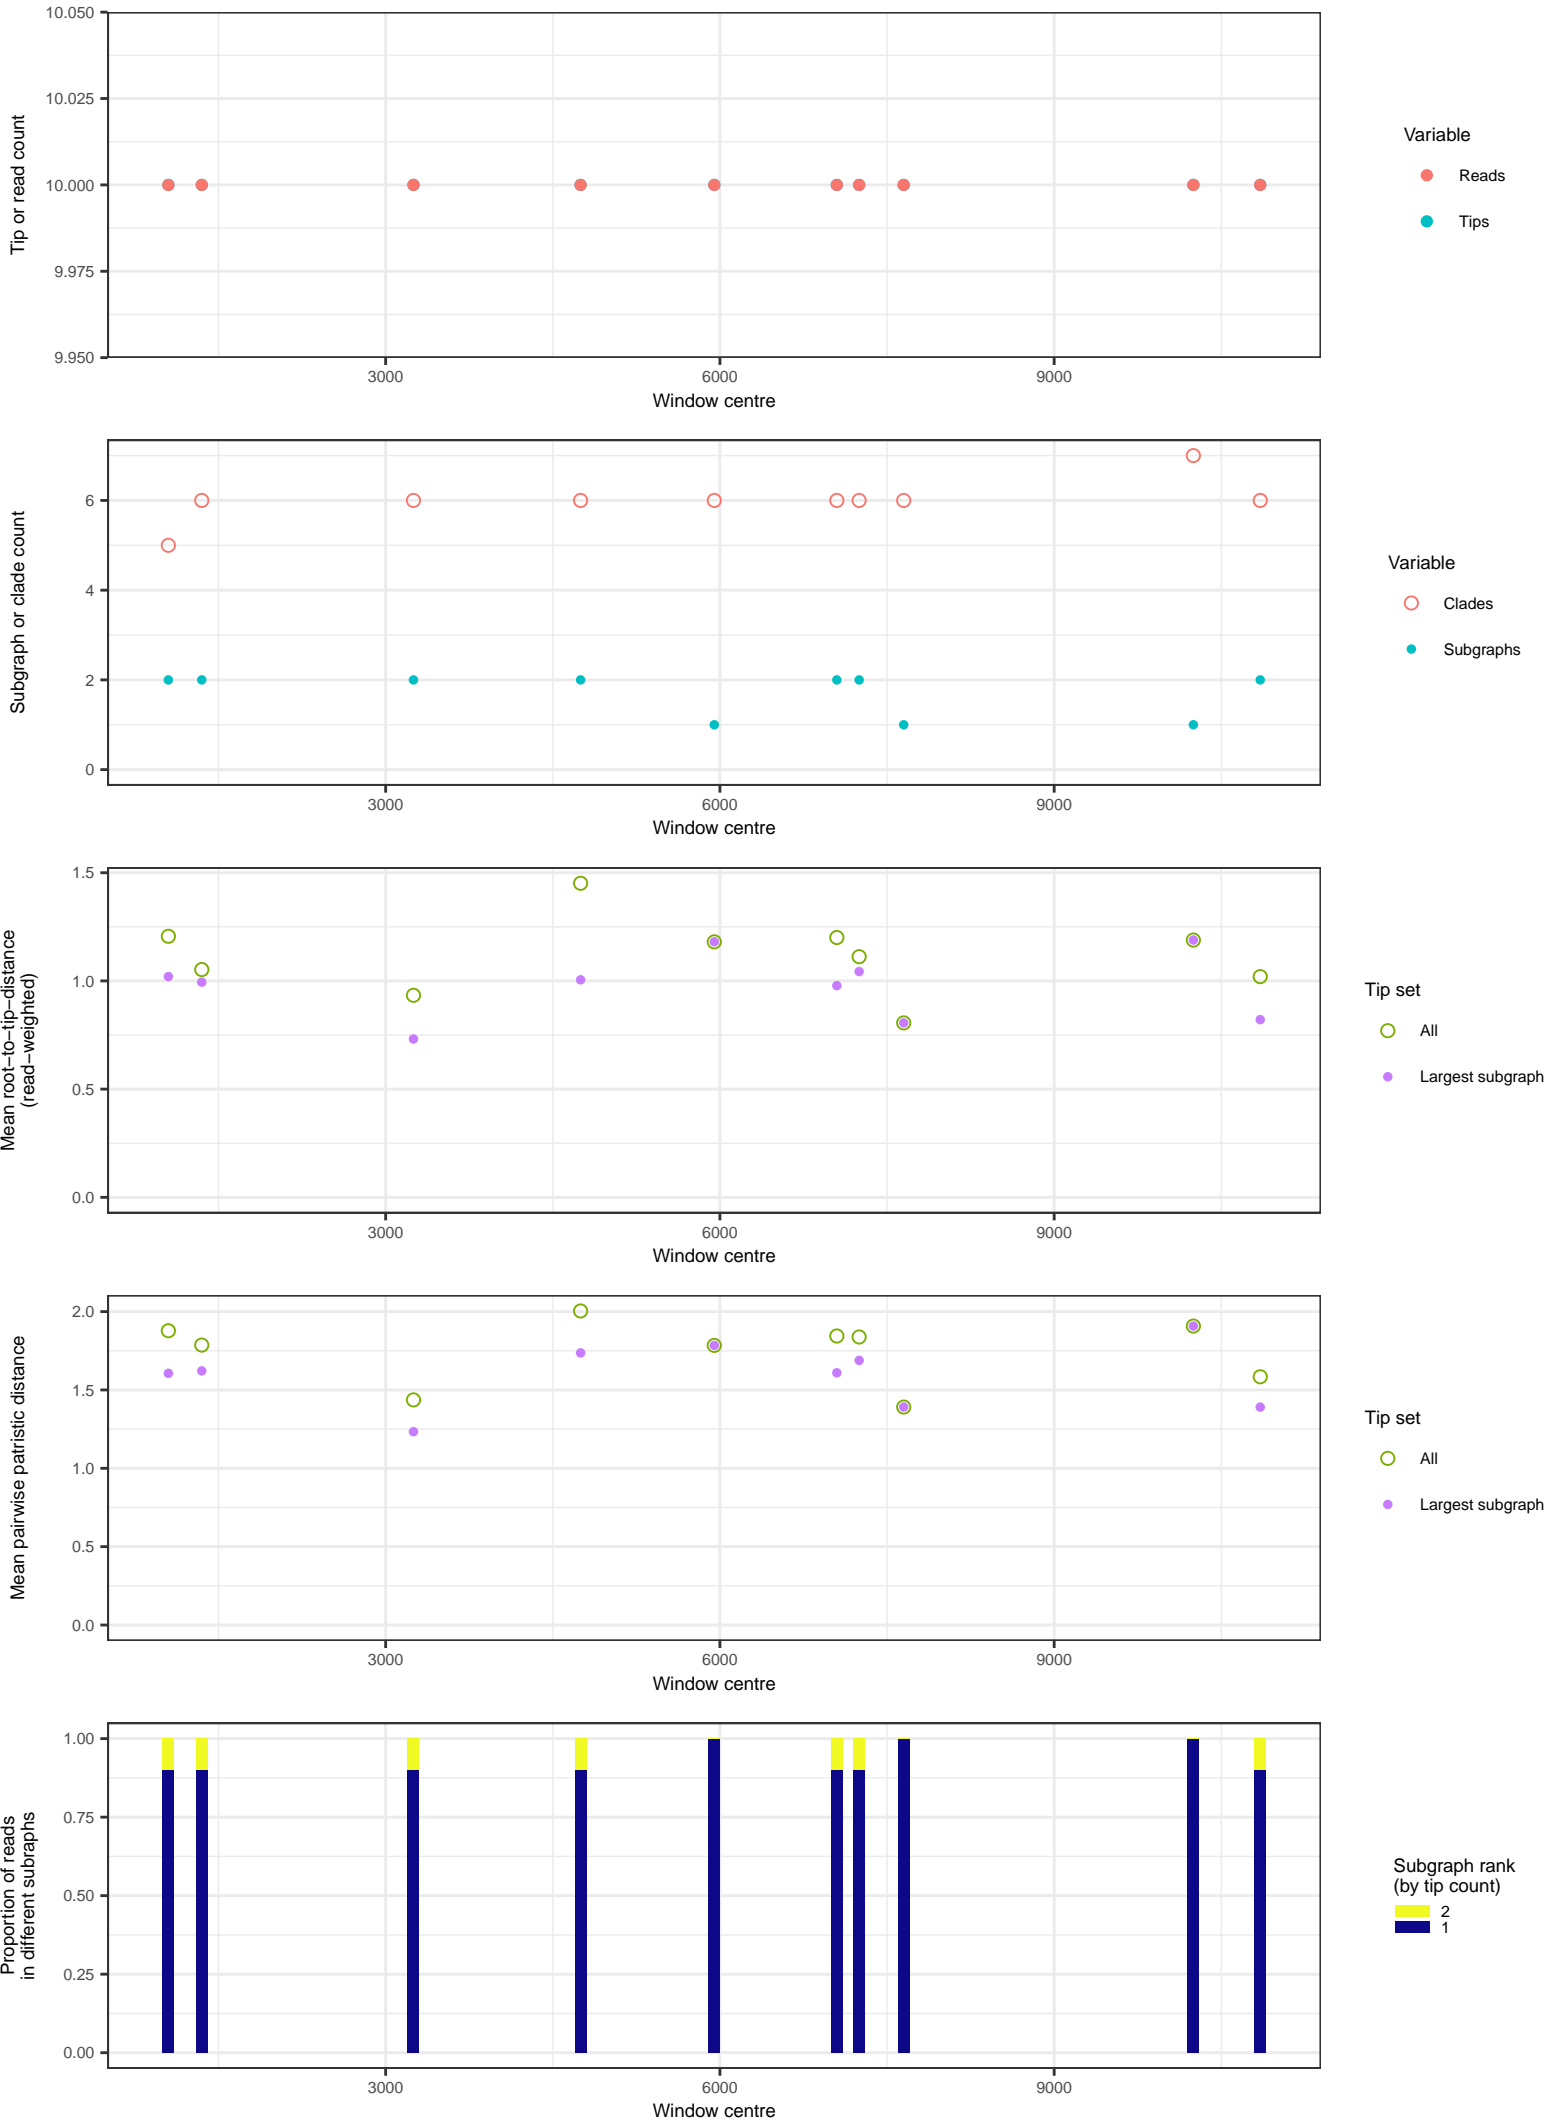 Tip or read count
10.050
10.025
10.000
9.975
9.950
3000 6000 9000
Window centre
Variable
Reads
Tips
Subgraph or clade count
6
4
2
0
3000 6000 9000
Window centre
Variable
Clades
Subgraphs
Mean root−to−tip−distance
(read−weighted)
1.5
1.0
0.5
0.0
3000 6000 9000
Window centre
Tip set
All
Largest subgraph
Mean pairwise patristic distance
2.0
1.5
1.0
0.5
0.0
3000 6000 9000
Window centre
Tip set
All
Largest subgraph
Proportion of reads
in different subraphs
1.00
0.75
0.50
0.25
0.00
3000 6000 9000
Window centre
Subgraph rank
(by tip count)
2
1